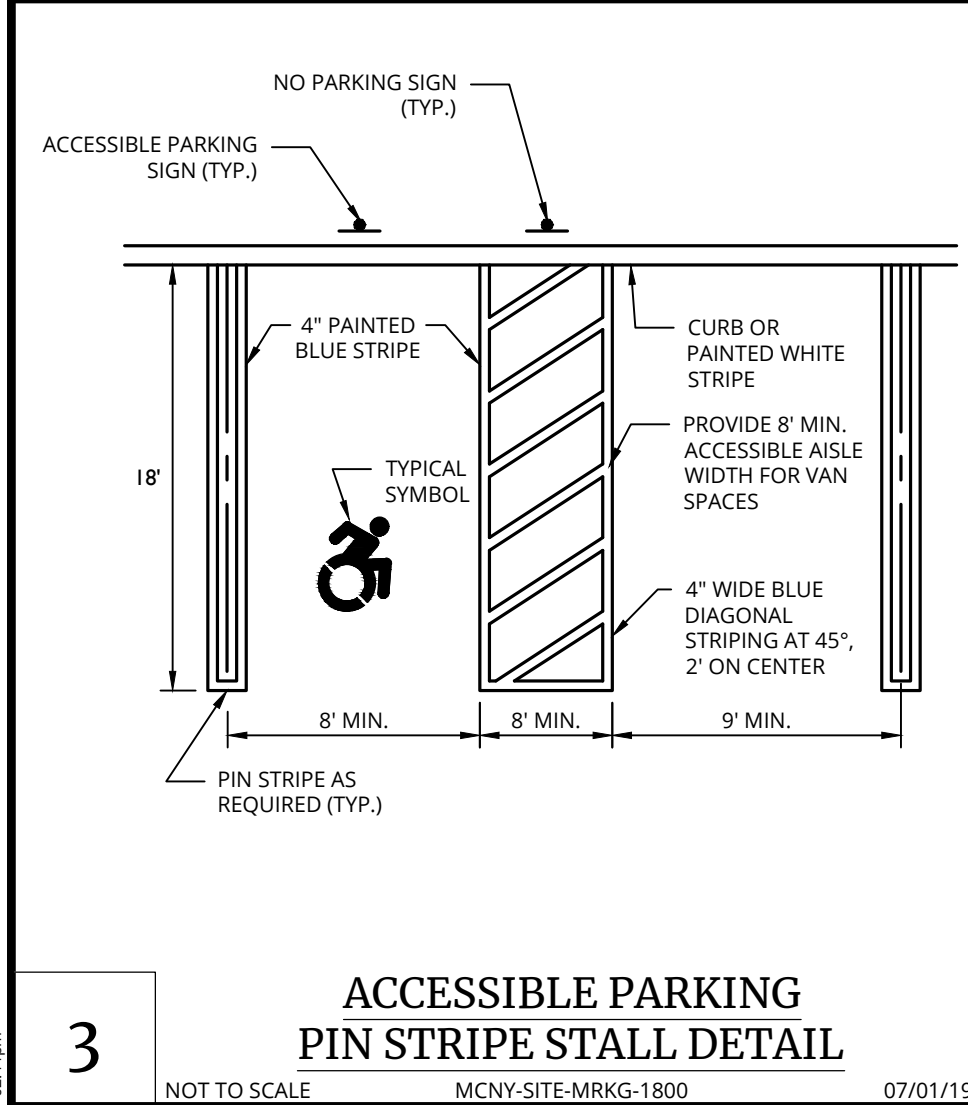 NO PARKING SIGN
(TYP.)
ACCESSIBLE PARKING
SIGN (TYP.)
4" PAINTED
BLUE STRIPE
CURB OR
PAINTED WHITE
STRIPE
PROVIDE 8' MIN.
ACCESSIBLE AISLE
WIDTH FOR VAN
SPACES
18'
TYPICAL
SYMBOL
4" WIDE BLUE
DIAGONAL
STRIPING AT 45°,
2' ON CENTER
8' MIN.
8' MIN.
9' MIN.
PIN STRIPE AS
REQUIRED (TYP.)
3
ACCESSIBLE PARKING
PIN STRIPE STALL DETAIL
NOT TO SCALE
MCNY-SITE-MRKG-1800
07/01/19